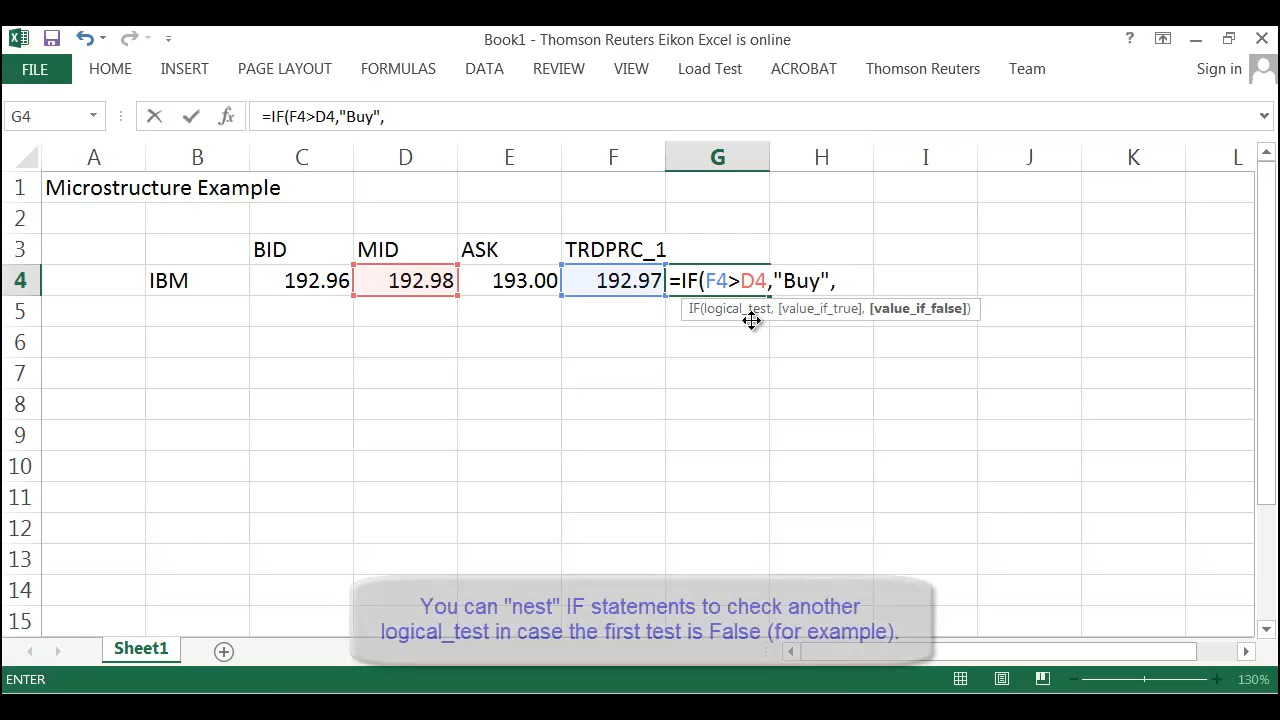 Book1 - Thomson Reuters Eikon Excel is online
?
FILE HOME INSERT PAGE LAYOUT FORMULAS DATA REVIEW VIEW Load Test ACROBAT Thomson Reuters Team Sign in
G4 fx =IF(F4>D4,"Buy",
A B C D E F G H I J K L
1 Microstructure Example
2
3 BID MID ASK TRDPRC_1
4 IBM 192.96 192.98 193.00 192.97 =IF(F4>D4,"Buy",
5 IF(logical_test, [value_if_true], [value_if_false])
6
7
8
9
10
11
12
13
14
15
You can "nest" IF statements to check another
logical_test in case the first test is False (for example).
Sheet1
ENTER 130%